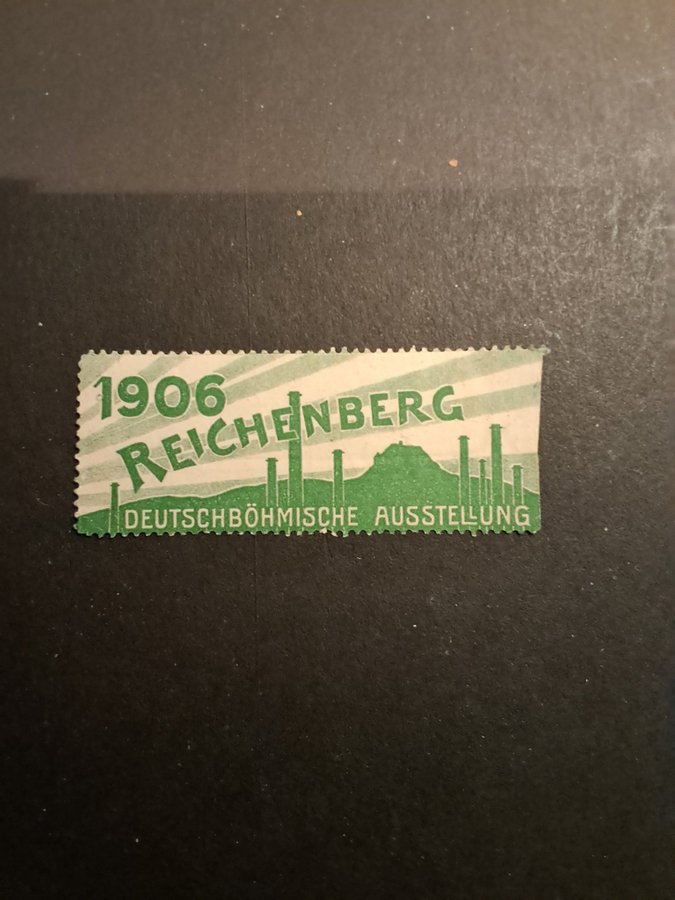 1906
REICHENBERG
DEUTSCHBÖHMISCHE AUSSTELLUNG